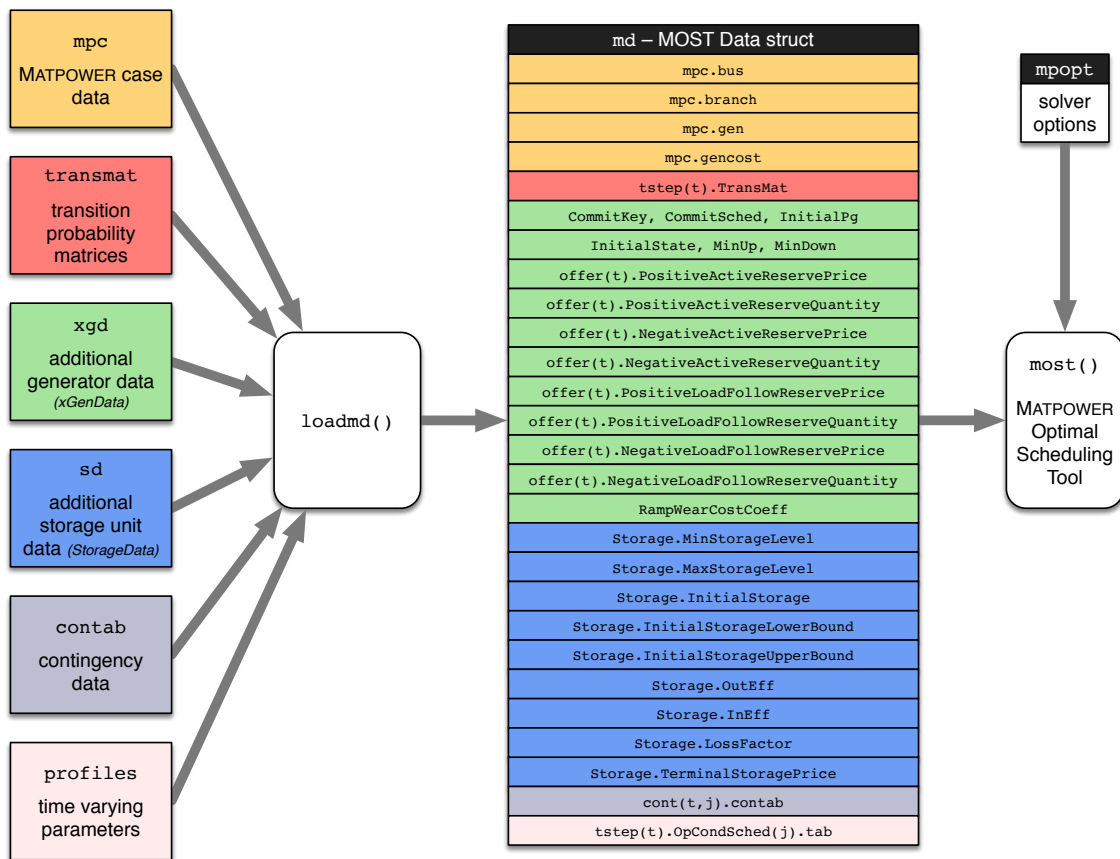 mpc
MATPOWER case
data
transmat
transition
probability
matrices
xgd
additional
generator data
(xGenData)
sd
additional
storage unit
data (StorageData)
contab
contingency
data
profiles
time varying
parameters
loadmd()
md – MOST Data struct
mpc.bus
mpc.branch
mpc.gen
mpc.gencost
tstep(t).TransMat
CommitKey, CommitSched, InitialPg
InitialState, MinUp, MinDown
offer(t).PositiveActiveReservePrice
offer(t).PositiveActiveReserveQuantity
offer(t).NegativeActiveReservePrice
offer(t).NegativeActiveReserveQuantity
offer(t).PositiveLoadFollowReservePrice
offer(t).PositiveLoadFollowReserveQuantity
offer(t).NegativeLoadFollowReservePrice
offer(t).NegativeLoadFollowReserveQuantity
RampWearCostCoeff
Storage.MinStorageLevel
Storage.MaxStorageLevel
Storage.InitialStorage
Storage.InitialStorageLowerBound
Storage.InitialStorageUpperBound
Storage.OutEff
Storage.InEff
Storage.LossFactor
Storage.TerminalStoragePrice
cont(t,j).contab
tstep(t).OpCondSched(j).tab
mpopt
solver
options
most()
MATPOWER
Optimal
Scheduling
Tool